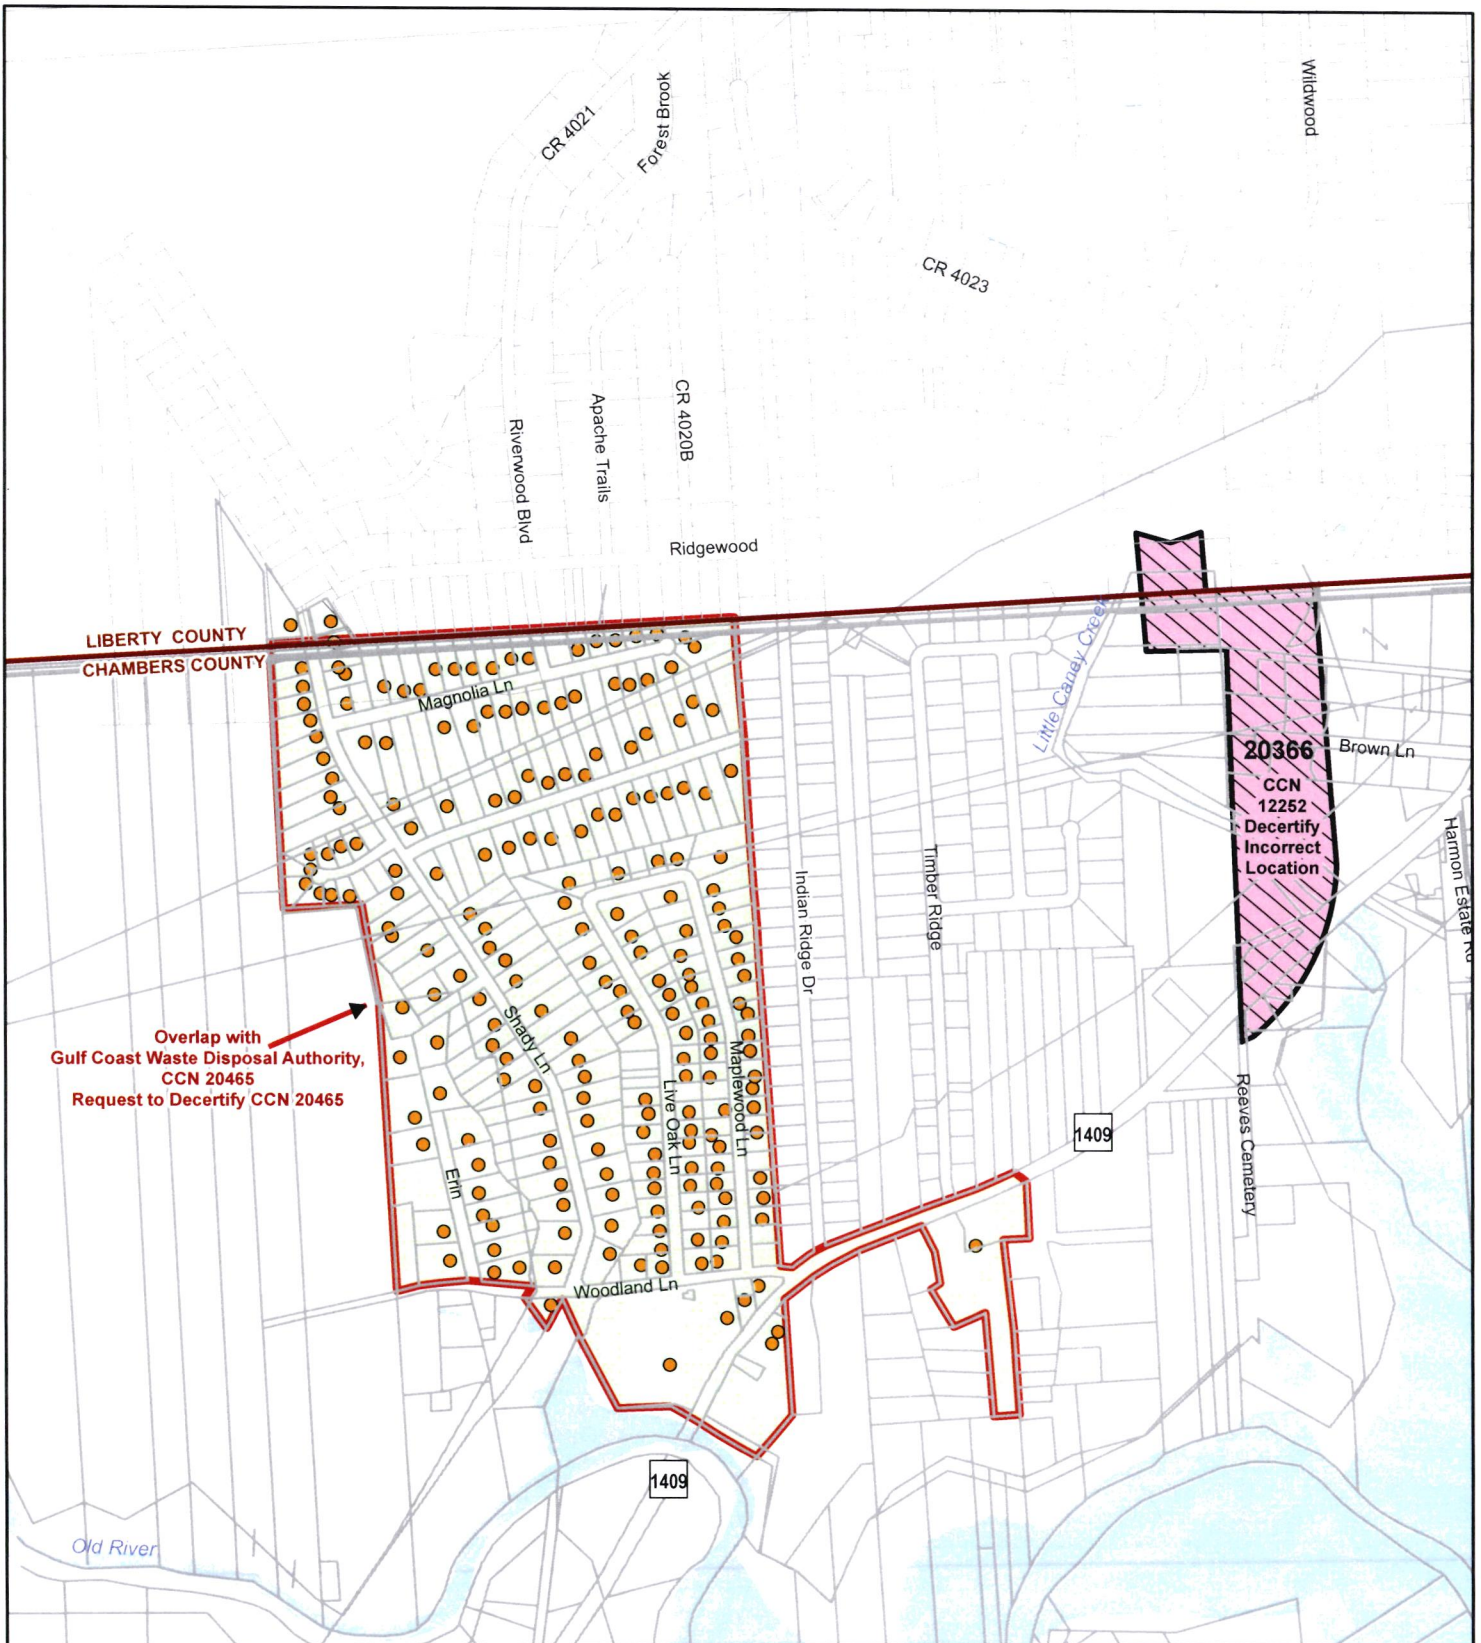 Wildwood
CR 4021
Forest Brook
CR 4023
Riverwood Blvd
Apache Trails
CR 4020B
Ridgewood
LIBERTY COUNTY
CHAMBERS COUNTY
Magnolia Ln
Little Caney Creek
20366
CCN
12252
Decertify
Incorrect
Location
Brown Ln
Harmon Estate
Indian Ridge Dr
Timber Ridge
Overlap with
Gulf Coast Waste Disposal Authority,
CCN 20465
Request to Decertify CCN 20465
Shady Ln
Live Oak Ln
Maplewood Ln
Erin
1409
Reeves Cemetery
Woodland Ln
1409
Old River